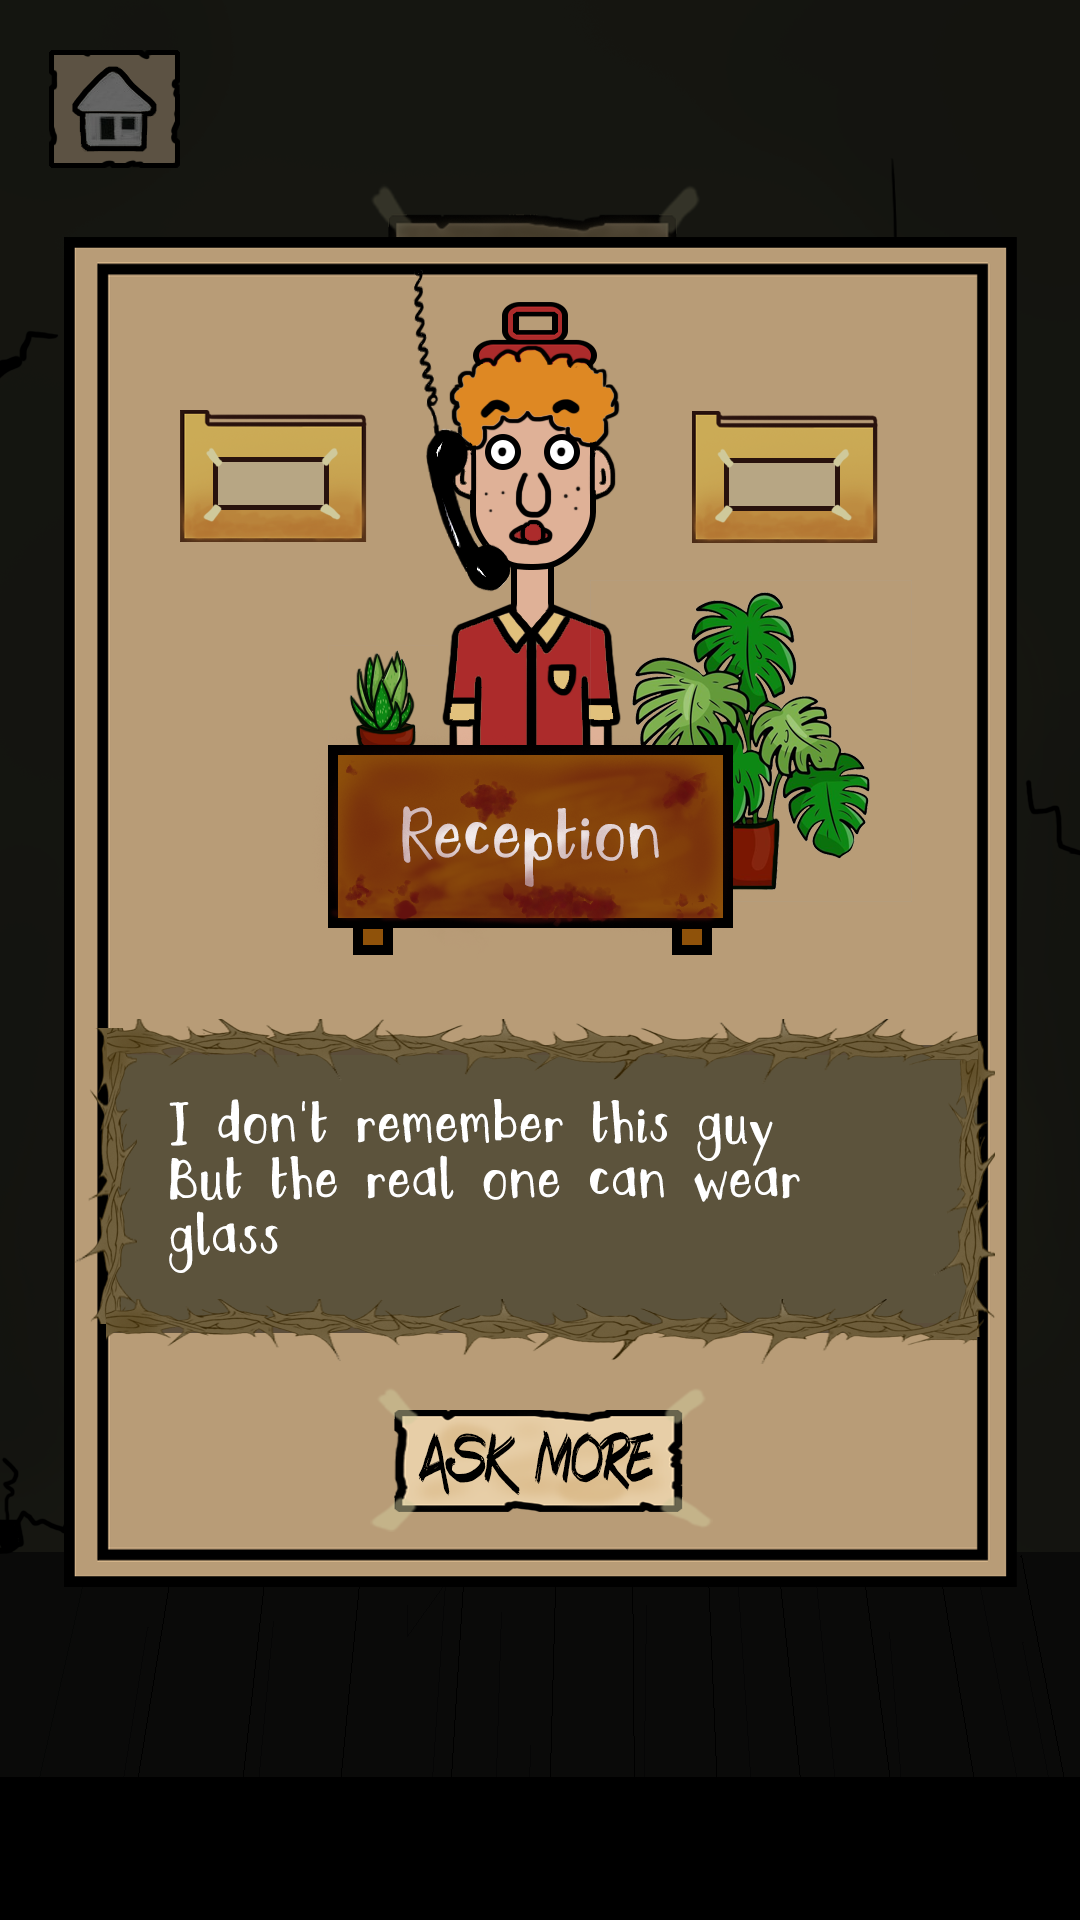 Reception
I don't remember this guy
But the real one can wear
glass
ASK MORE